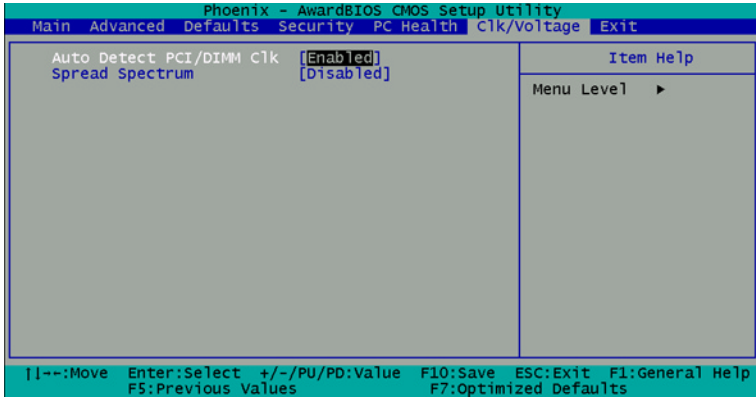 Phoenix - AwardBIOS CMOS Setup Utility
Main Advanced Defaults Security PC Health Clk/Voltage Exit
Auto Detect PCI/DIMM Clk [Enabled]
Spread Spectrum [Disabled]
Item Help
Menu Level ▶
↑↓→←:Move Enter:Select +/-/PU/PD:Value F10:Save ESC:Exit F1:General Help
F5:Previous Values F7:Optimized Defaults